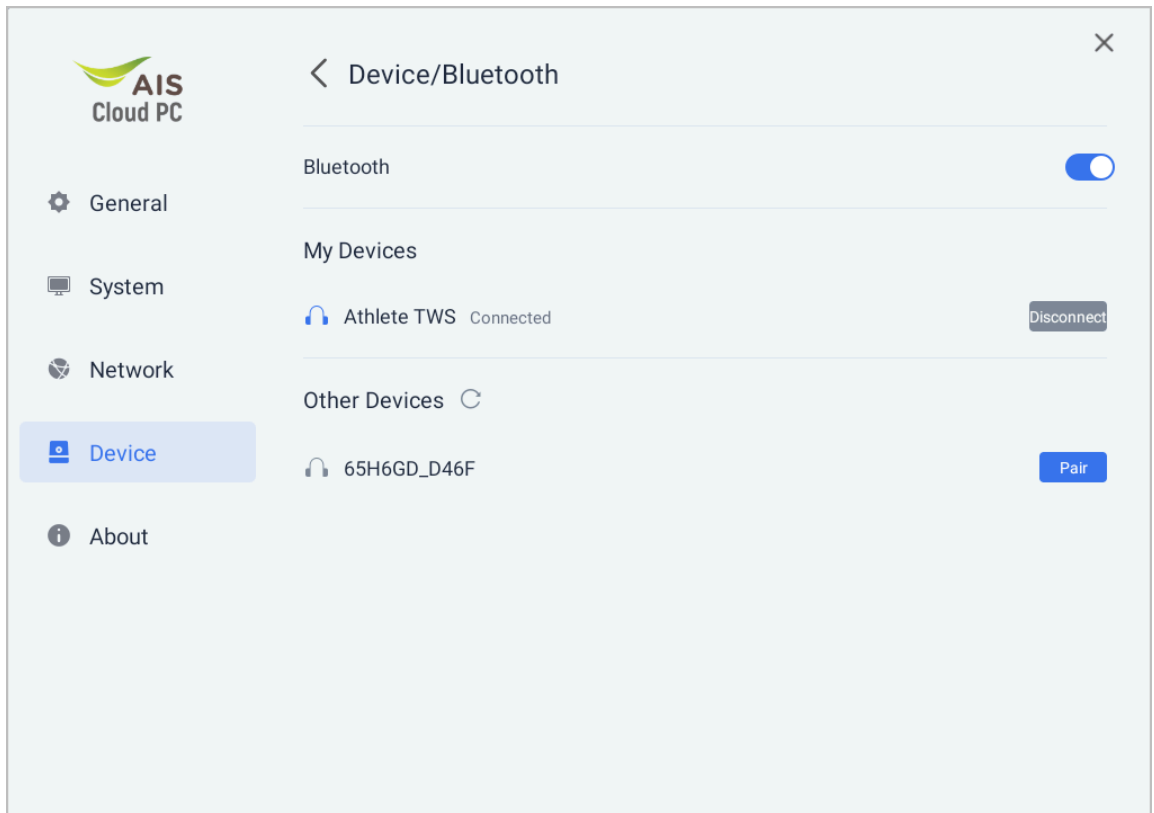 AIS
Cloud PC
Device/Bluetooth
Bluetooth
General
My Devices
System
Athlete TWS Connected Disconnect
Network
Other Devices
Device
65H6GD_D46F Pair
About